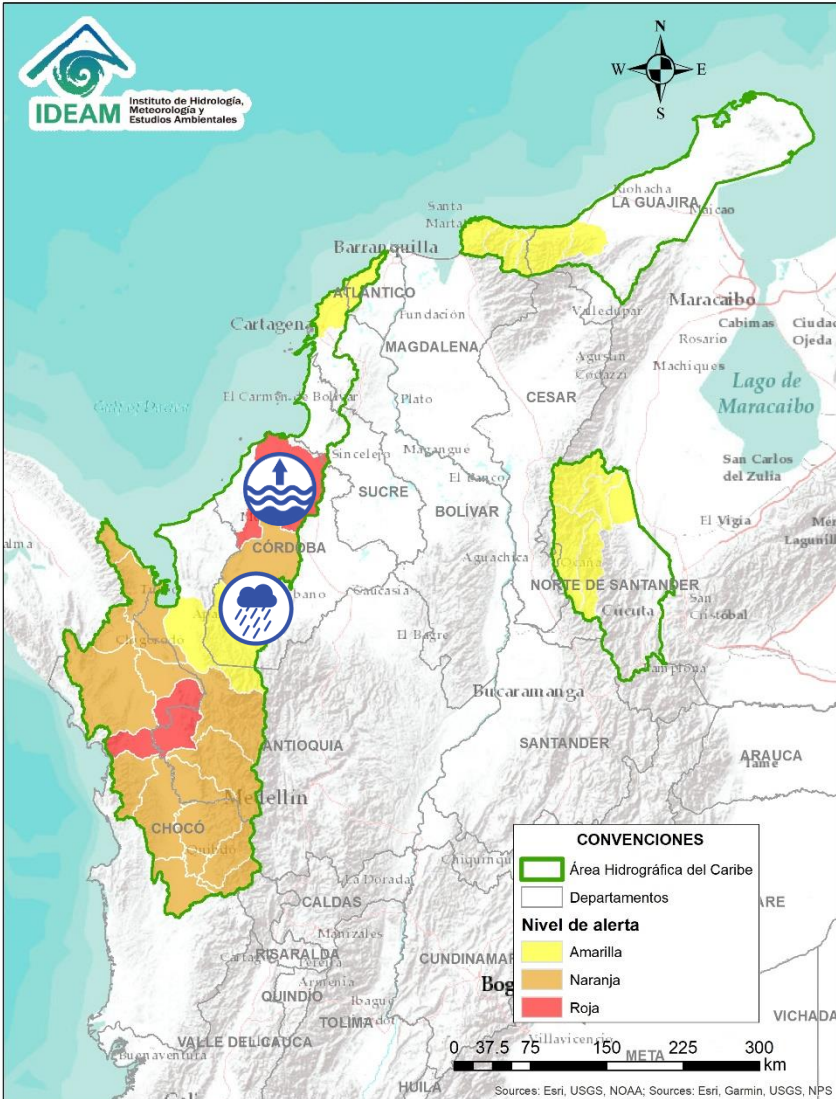 IDEAM
Instituto de Hidrología,
Meteorología y
Estudios Ambientales
N
W
E
S
Riohacha
LA GUAJIRA
Maicao
Santa
Marta
Barranquilla
ATLÁNTICO
Cartagena
Fundación
Valledupar
Maracaibo
Cabimas
Ciudad
Ojeda
Rosario
MAGDALENA
Agustín
Codazzi
Machiques
Lago de
Maracaibo
El Carmen de Bolívar
Plato
CESAR
Sincelejo
Magangué
San Carlos
del Zulia
El Banco
SUCRE
BOLÍVAR
El Vigía
CÓRDOBA
Aguachica
Ocaña
NORTE DE SANTANDER
San
Cristóbal
Cúcuta
Caucasia
El Bagre
Chigorodó
Pamplona
Bucaramanga
ANTIOQUIA
SANTANDER
ARAUCA
Tame
Medellín
CHOCÓ
Quibdó
La Dorada
CALDAS
Manizales
RISARALDA
Pereira
Armenia
QUINDÍO
Ibagué
TOLIMA
VALLE DEL CAUCA
Buenaventura
HUILA
Villavicencio
META
VICHADA
CONVENCIONES
Área Hidrográfica del Caribe
Departamentos
Nivel de alerta
Amarilla
Naranja
Roja
0 37.5 75 150 225 300
km
Sources: Esri, USGS, NOAA; Sources: Esri, Garmin, USGS, NPS